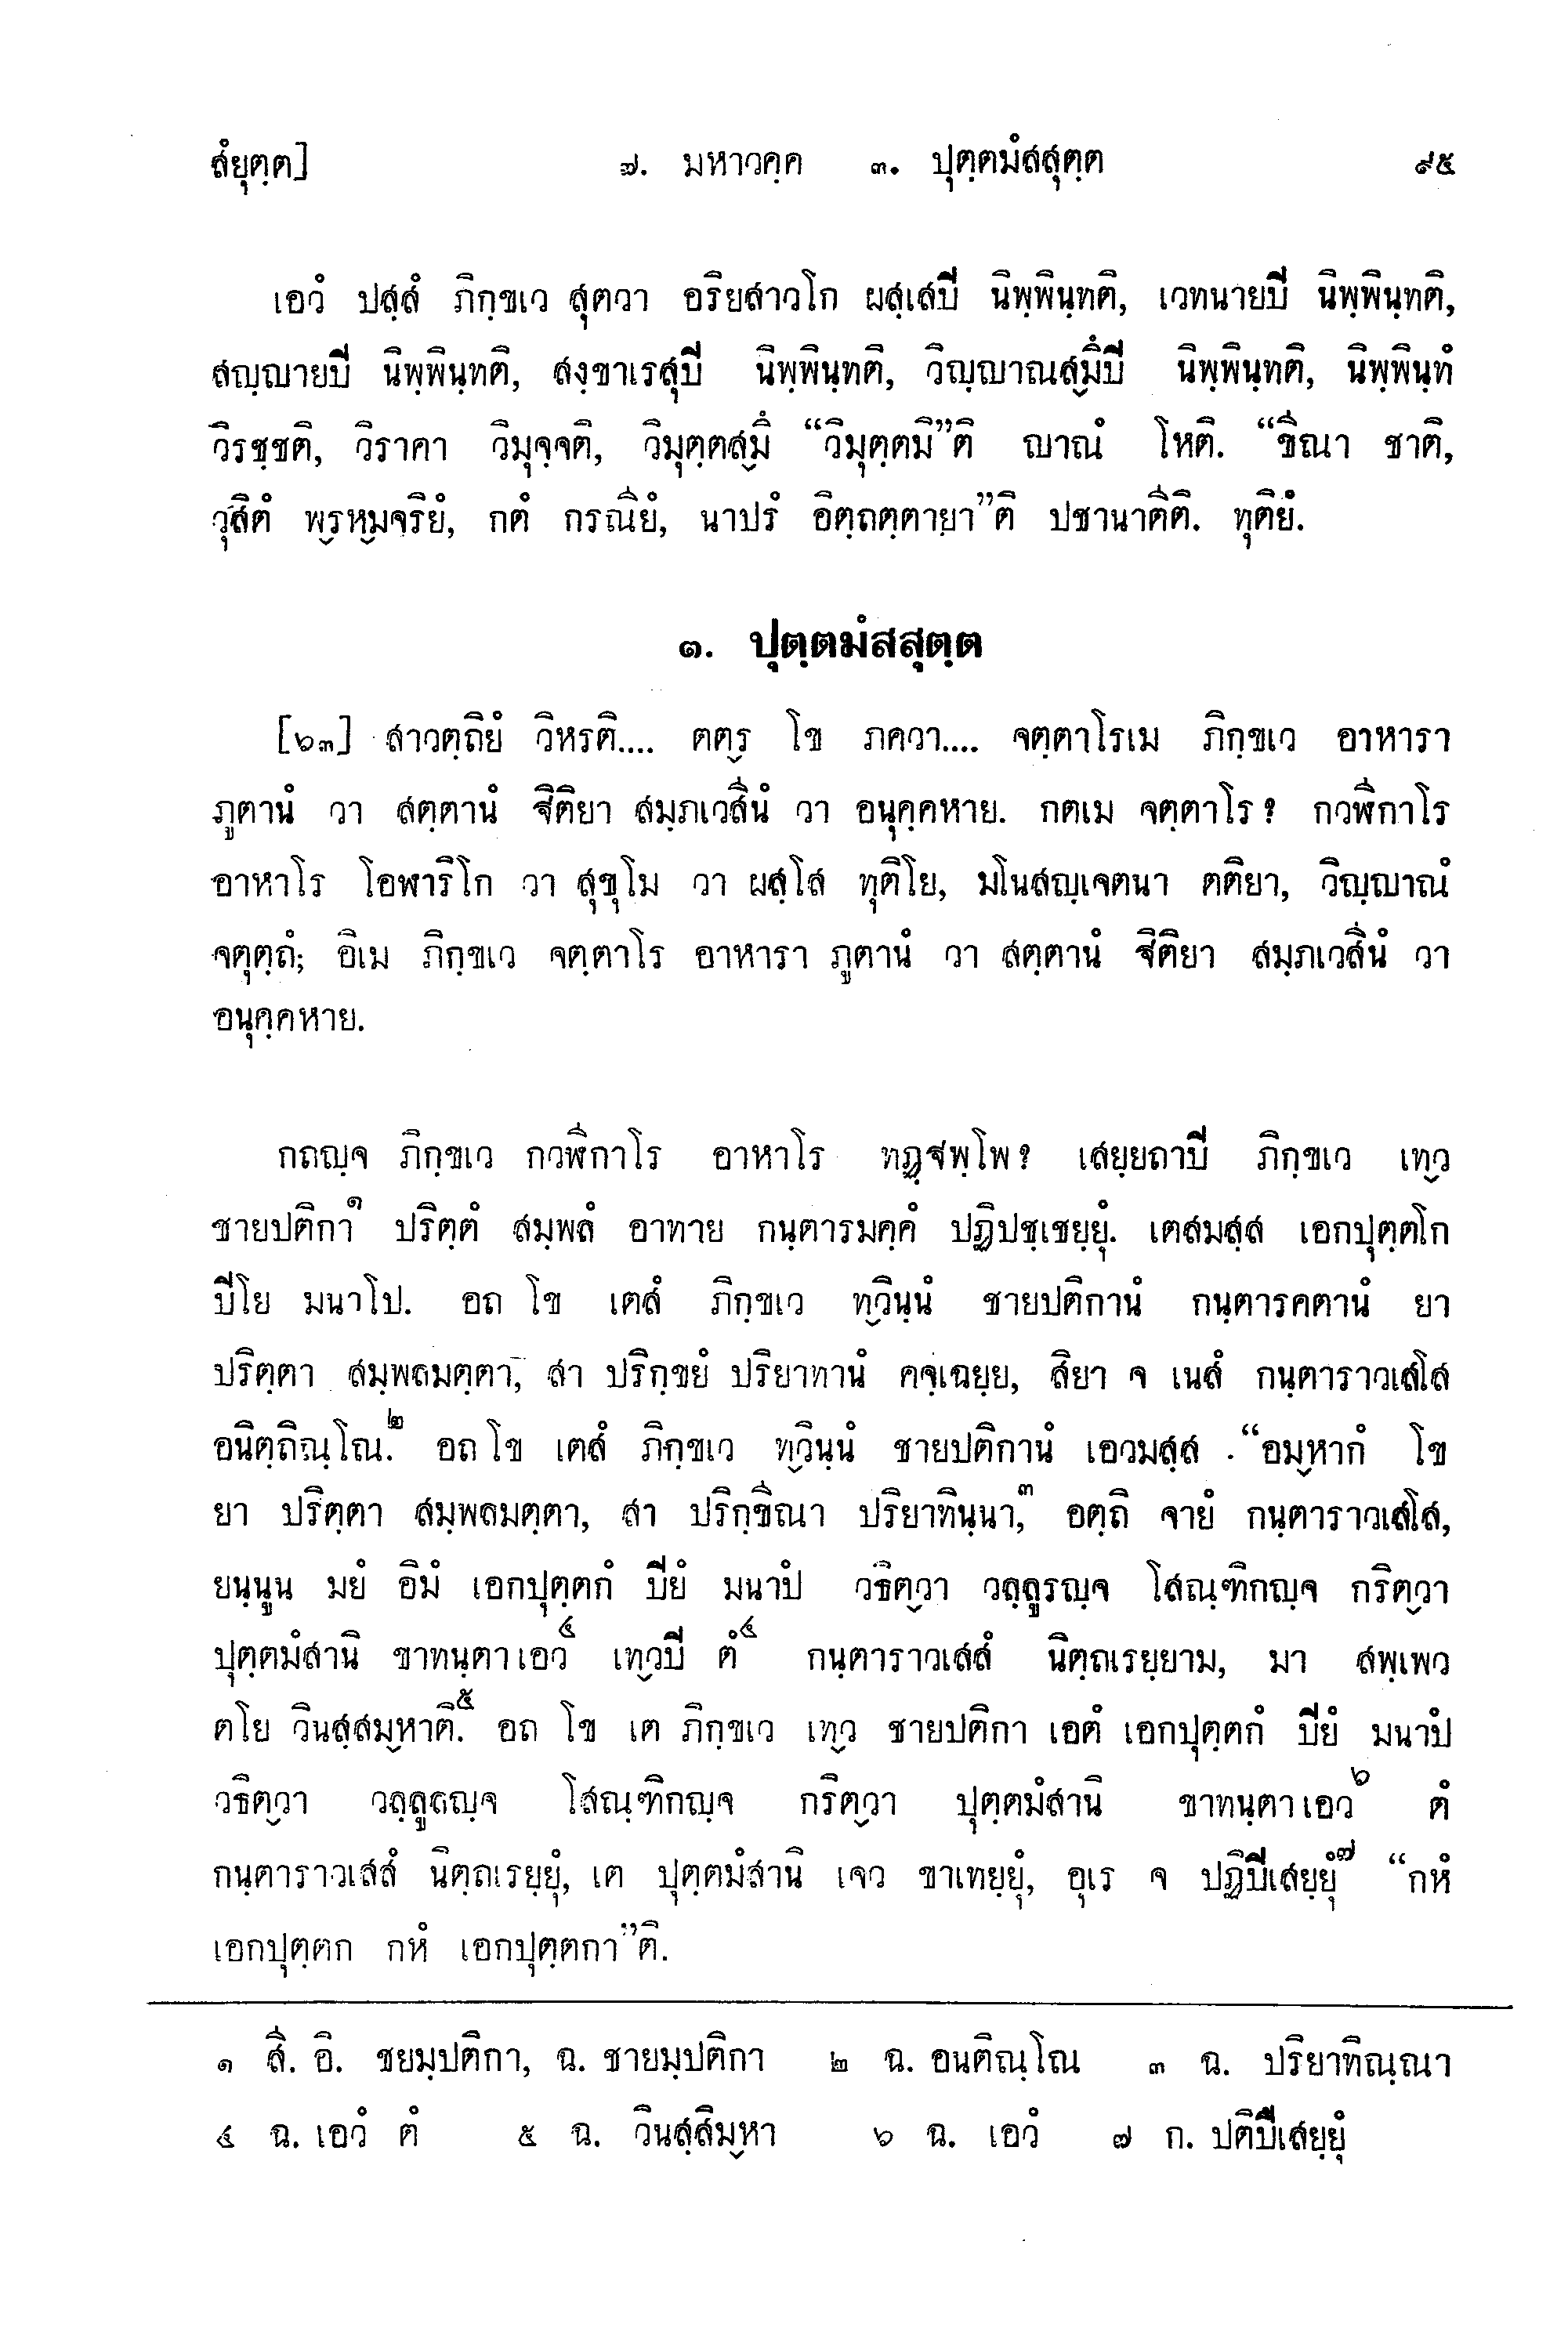 สํยุตฺต] ๗. มหาวคฺค ๓. ปุตฺตมํสสุตฺต ๙๕
เอวํ ปสฺสํ ภิกฺขเว สุตวา อริยสาวโก ผสฺเสปิ นิพฺพินฺทติ, เวทนายปิ นิพฺพินฺทติ,
สญฺญายปิ นิพฺพินฺทติ, สงฺขาเรสุปิ นิพฺพินฺทติ, วิญฺญาณสฺมิํปิ นิพฺพินฺทติ, นิพฺพินฺทํ
วิรชฺชติ, วิราคา วิมุจฺจติ, วิมุตฺตสฺมิํ “วิมุตฺตมิ”ติ ญาณํ โหติ. “ขีณา ชาติ,
วุสิตํ พฺรหฺมจริยํ, กตํ กรณียํ, นาปรํ อิตฺถตฺตายฺา”ติ ปชานาตีติ. ทุติยํ.
๑. ปุตฺตมํสสุตฺต
[๖๓] สาวตฺถิยํ วิหรติ.... ตตฺร โข ภควา.... จตฺตาโรเม ภิกฺขเว อาหารา
ภูตานํ วา สตฺตานํ ฐิติยา สมฺภเวสีนํ วา อนุคฺคหาย. กตเม จตฺตาโร? กวฬีกาโร
อาหาโร โอฬาริโก วา สุขุโม วา ผสฺโส ทุติโย, มโนสญฺเจตนา ตติยา, วิญฺญาณํ
จตุตฺถํ; อิเม ภิกฺขเว จตฺตาโร อาหารา ภูตานํ วา สตฺตานํ ฐิติยา สมฺภเวสีนํ วา
อนุคฺคหาย.
กถญฺจ ภิกฺขเว กวฬีกาโร อาหาโร ทฏฺฐพฺโพ? เสยฺยถาปิ ภิกฺขเว เทฺว
ชายปติกา๑ ปริตฺตํ สมฺพลํ อาทาย กนฺตารมคฺคํ ปฏิปชฺเชยฺยุํ. เตสมสฺส เอกปุตฺตโก
ปิโย มนาโป. อถ โข เตสํ ภิกฺขเว ทฺวินฺนํ ชายปติกานํ กนฺตารคตานํ ยา
ปริตฺตา สมฺพลมตฺตา, สา ปริกฺขยํ ปริยาทานํ คจฺเฉยฺย, สิยา จ เนสํ กนฺตาราวเสโส
อนิตฺถิณฺโณ.๒ อถ โข เตสํ ภิกฺขเว ทฺวินฺนํ ชายปติกานํ เอวมสฺส “อมฺหากํ โข
ยา ปริตฺตา สมฺพลมตฺตา, สา ปริกฺขีณา ปริยาทินฺนา,๓ อตฺถิ จายํ กนฺตาราวเสโส,
ยนฺนูน มยํ อิมํ เอกปุตฺตกํ ปิยํ มนาปํ วธิตฺวา วลฺลูรญฺจ โสณฺฑิกญฺจ กริตฺวา
ปุตฺตมํสานิ ขาทนฺตา เอวํ๔ เทฺวปิ ตํ๔ กนฺตาราวเสสํ นิตฺถเรยฺยาม, มา สพฺเพว
ตโย วินสฺสมฺหาติ.๕ อถ โข เต ภิกฺขเว เทฺว ชายปติกา เอตํ เอกปุตฺตกํ ปิยํ มนาปํ
วธิตฺวา วลฺลูลญฺจ โสณฺฑิกญฺจ กริตฺวา ปุตฺตมํสานิ ขาทนฺตา เอว๖ ตํ
กนฺตาราวเสสํ นิตฺถเรยฺยุํ, เต ปุตฺตมํสานิ เจว ขาเทยฺยุํ, อุเร จ ปฏิปิเสยฺยุํ๗ “กหํ
เอกปุตฺตก กหํ เอกปุตฺตกา”ติ.
๑ สี. อิ. ชยมฺปติกา, ฉ. ชายมฺปติกา ๒ ฉ. อนติณฺโณ ๓ ฉ. ปริยาทิณฺณา
๔ ฉ. เอวํ ตํ ๕ ฉ. วินสฺสิมฺหา ๖ ฉ. เอวํ ๗ ก. ปติปิเสยฺยุํ